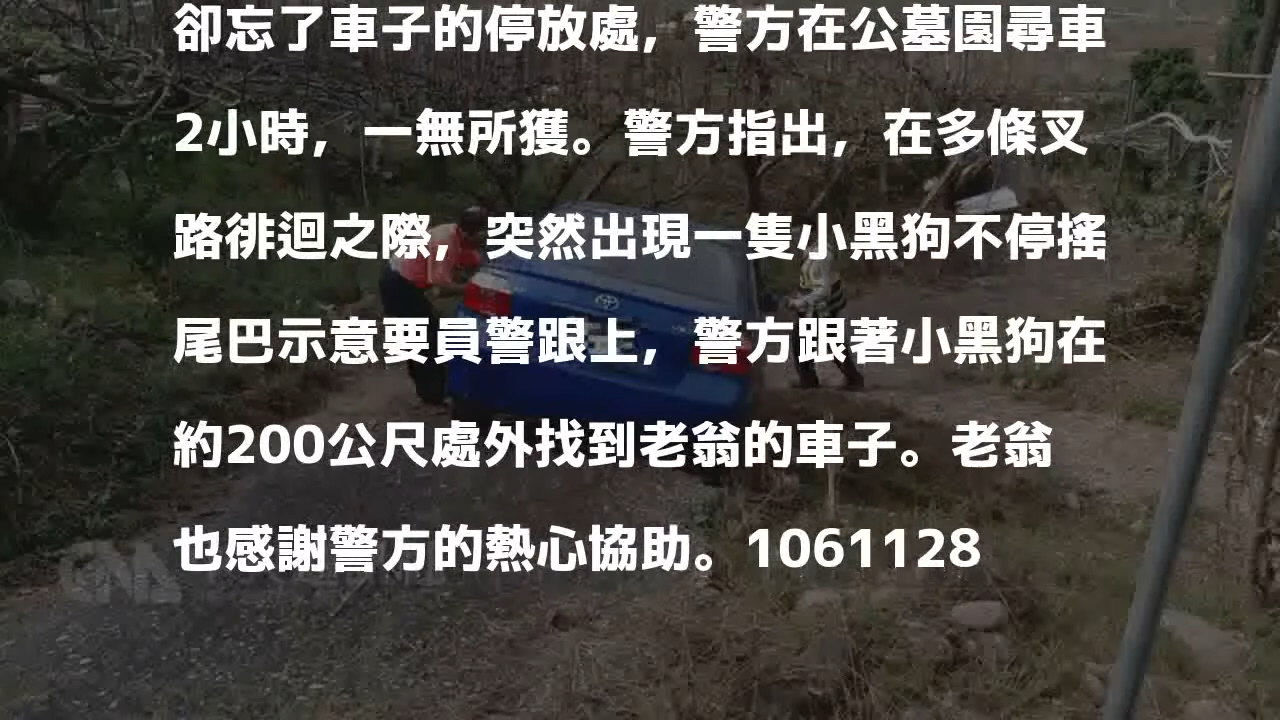 卻忘了車子的停放處，警方在公墓園尋車
2小時，一無所獲。警方指出，在多條叉
路徘迴之際，突然出現一隻小黑狗不停搖
尾巴示意要員警跟上，警方跟著小黑狗在
約200公尺處外找到老翁的車子。老翁
也感謝警方的熱心協助。1061128
CNA